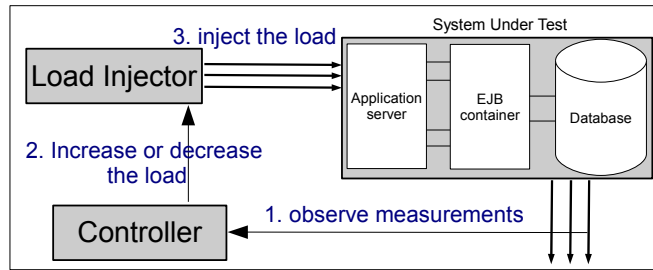 System Under Test
3. inject the load
Load Injector
Application
server
EJB
container
Database
2. Increase or decrease
the load
1. observe measurements
Controller